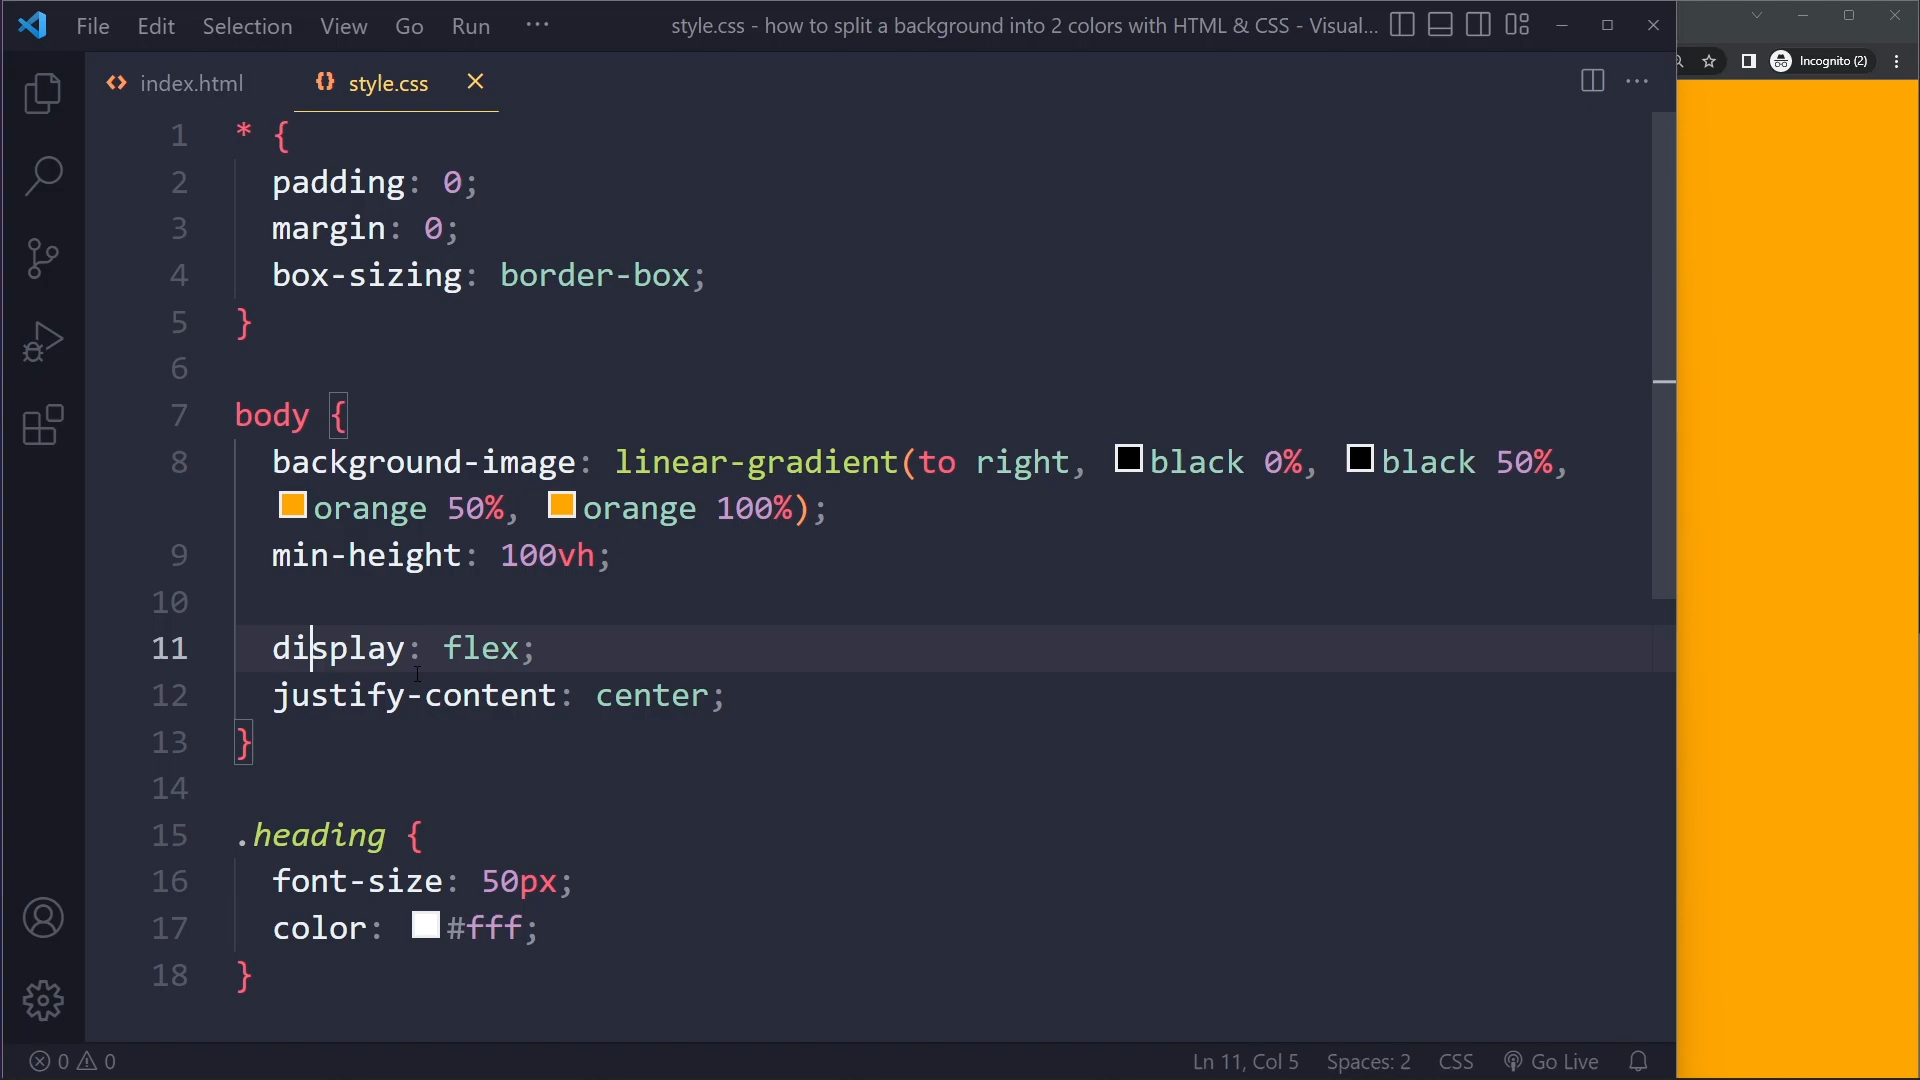 File Edit Selection View Go Run ··· style.css - how to split a background into 2 colors with HTML & CSS - Visual...
Incognito (2)
index.html {} style.css
1 * {
2 padding: 0;
3 margin: 0;
4 box-sizing: border-box;
5 }
6
7 body {
8 background-image: linear-gradient(to right, black 0%, black 50%,
orange 50%, orange 100%);
9 min-height: 100vh;
10
11 display: flex;
12 justify-content: center;
13 }
14
15 .heading {
16 font-size: 50px;
17 color: #fff;
18 }
0 0 Ln 11, Col 5 Spaces: 2 CSS Go Live